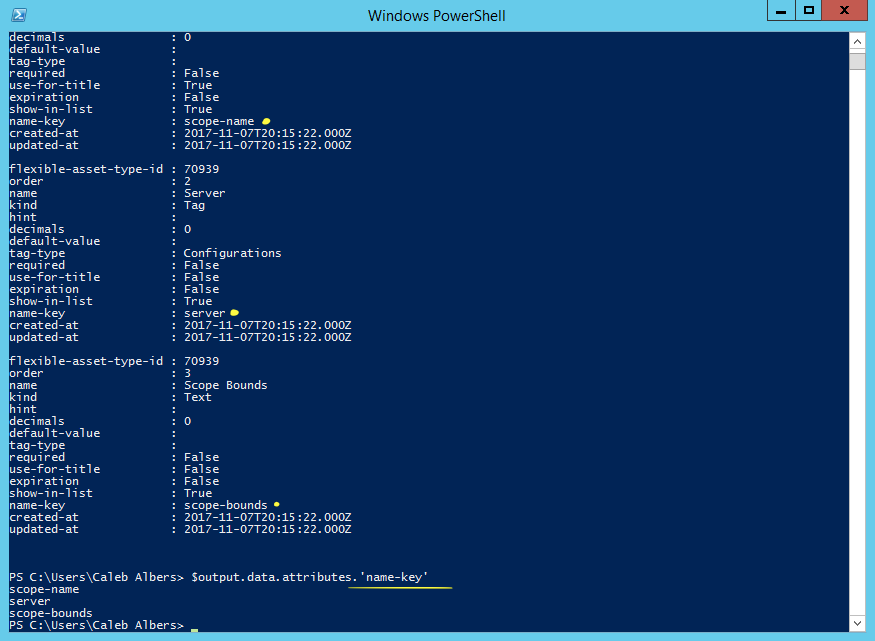 Windows PowerShell
decimals : 0
default-value :
tag-type :
required : False
use-for-title : True
expiration : False
show-in-list : True
name-key : scope-name
created-at : 2017-11-07T20:15:22.000Z
updated-at : 2017-11-07T20:15:22.000Z
flexible-asset-type-id : 70939
order : 2
name : Server
kind : Tag
hint :
decimals : 0
default-value :
tag-type : Configurations
required : False
use-for-title : False
expiration : False
show-in-list : True
name-key : server
created-at : 2017-11-07T20:15:22.000Z
updated-at : 2017-11-07T20:15:22.000Z
flexible-asset-type-id : 70939
order : 3
name : Scope Bounds
kind : Text
hint :
decimals : 0
default-value :
tag-type :
required : False
use-for-title : False
expiration : False
show-in-list : True
name-key : scope-bounds
created-at : 2017-11-07T20:15:22.000Z
updated-at : 2017-11-07T20:15:22.000Z
PS C:\Users\Caleb Albers> $output.data.attributes.'name-key'
scope-name
server
scope-bounds
PS C:\Users\Caleb Albers> _